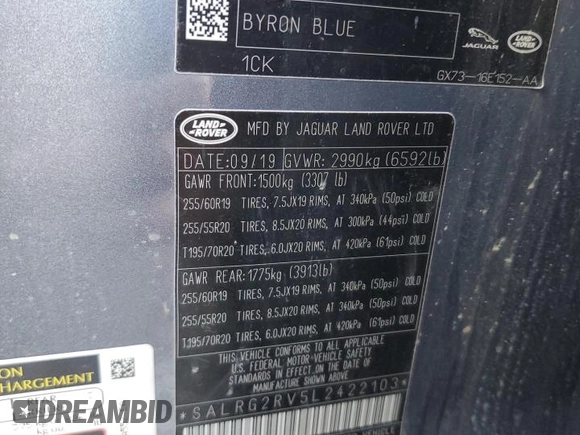 BYRON BLUE
1CK
JAGUAR
LAND ROVER
GX73-16E152-AA
LAND ROVER
MFD BY JAGUAR LAND ROVER LTD
DATE:09/19 GVWR: 2990kg (6592lb)
GAWR FRONT:1500kg (3307 lb)
255/60R19 TIRES, 7.5JX19 RIMS, AT 340kPa (50psi) COLD
255/55R20 TIRES, 8.5JX20 RIMS, AT 300kPa (44psi) COLD
T195/70R20 TIRES, 6.0JX20 RIMS, AT 420kPa (61psi) COLD
GAWR REAR:1775kg (3913lb)
255/60R19 TIRES, 7.5JX19 RIMS, AT 340kPa (50psi) COLD
255/55R20 TIRES, 8.5JX20 RIMS, AT 340kPa (50psi) COLD
T195/70R20 TIRES, 6.0JX20 RIMS, AT 420kPa (61psi) COLD
THIS VEHICLE CONFORMS TO ALL APPLICABLE
U.S. FEDERAL MOTOR-VEHICLE SAFETY
STANDARDS IN EFFECT ON THE DATE OF
MANUFACTURE SHOWN ABOVE.
*SALRG2RV5L2422103*
PASSENGER CAR
ON
CHARGEMENT
DREAMBID